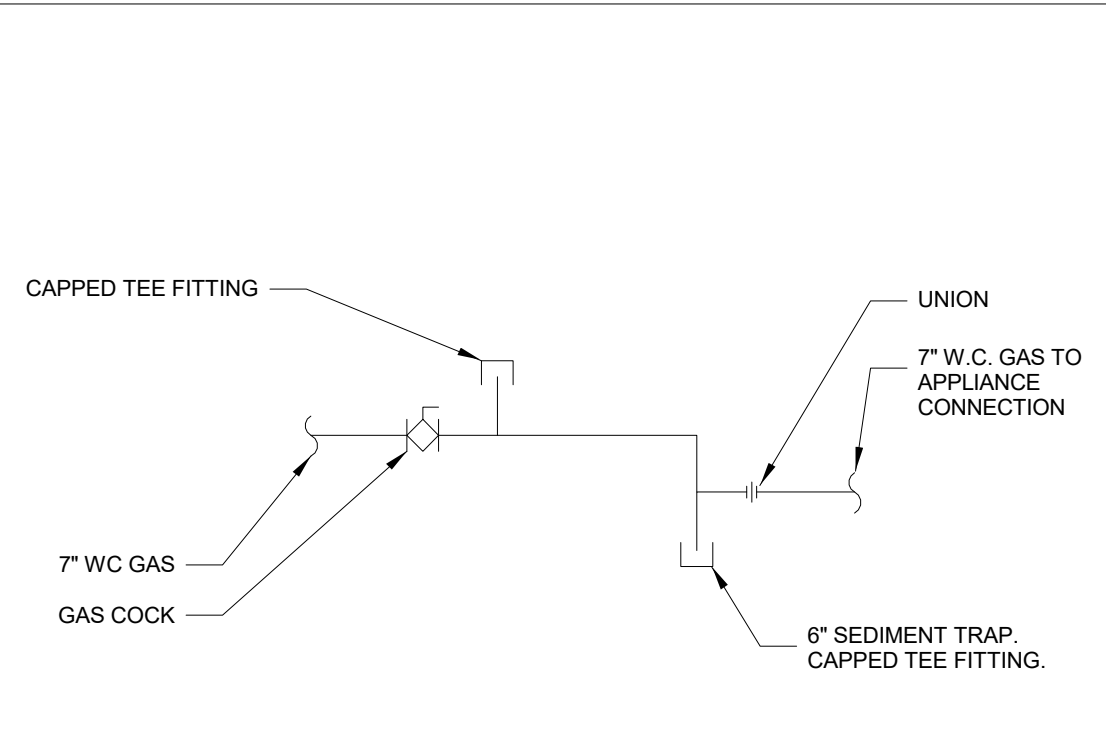 CAPPED TEE FITTING
UNION
7" W.C. GAS TO
APPLIANCE
CONNECTION
7" WC GAS
GAS COCK
6" SEDIMENT TRAP.
CAPPED TEE FITTING.